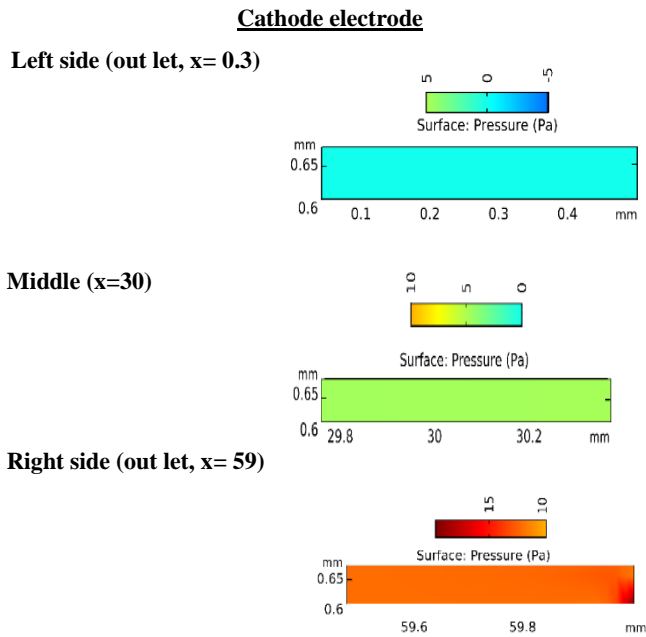 Cathode electrode
Left side (out let, x= 0.3)
5 0 -5
Surface: Pressure (Pa)
mm
0.65
0.6
0.1 0.2 0.3 0.4 mm
Middle (x=30)
10 5 0
Surface: Pressure (Pa)
mm
0.65
0.6
29.8 30 30.2 mm
Right side (out let, x= 59)
15 10
Surface: Pressure (Pa)
mm
0.65
0.6
59.6 59.8 mm